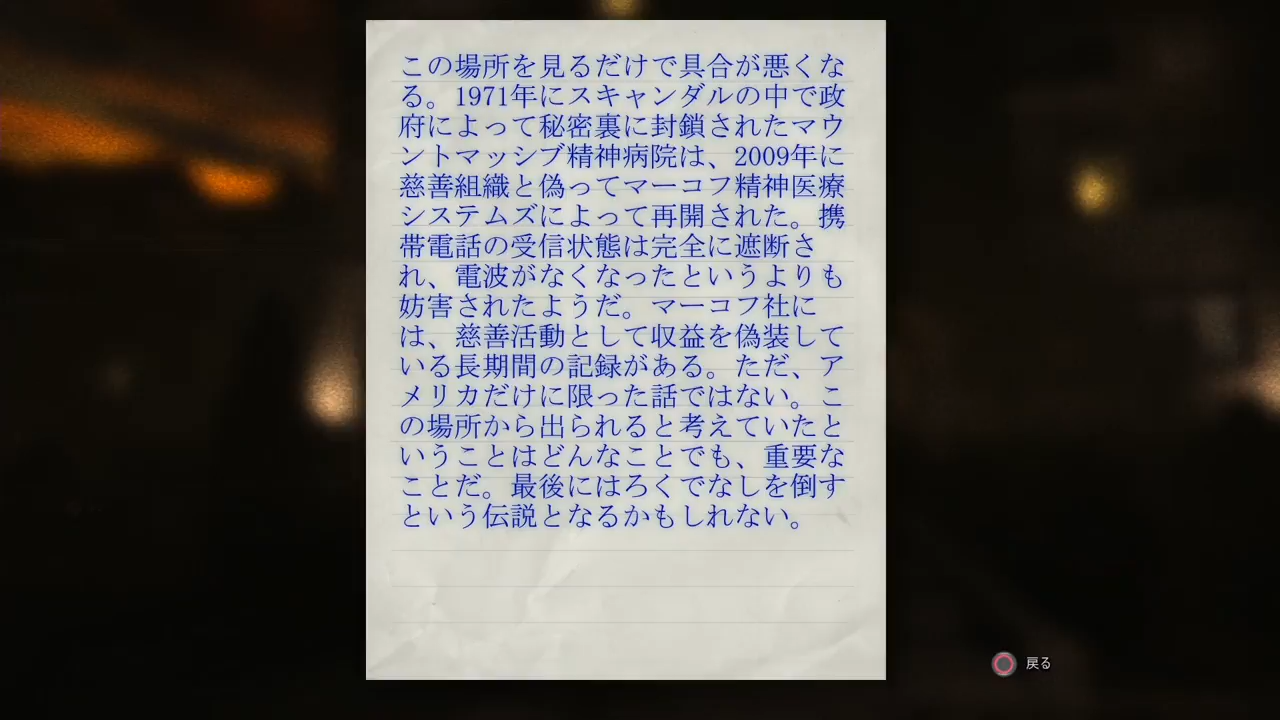 この場所を見るだけで具合が悪くな
る。1971年にスキャンダルの中で政
府によって秘密裏に封鎖されたマウ
ントマッシブ精神病院は、2009年に
慈善組織と偽ってマーコフ精神医療
システムズによって再開された。携
帯電話の受信状態は完全に遮断さ
れ、電波がなくなったというよりも
妨害されたようだ。マーコフ社に
は、慈善活動として収益を偽装して
いる長期間の記録がある。ただ、ア
メリカだけに限った話ではない。こ
の場所から出られると考えていたと
いうことはどんなことでも、重要な
ことだ。最後にはろくでなしを倒す
という伝説となるかもしれない。
戻る